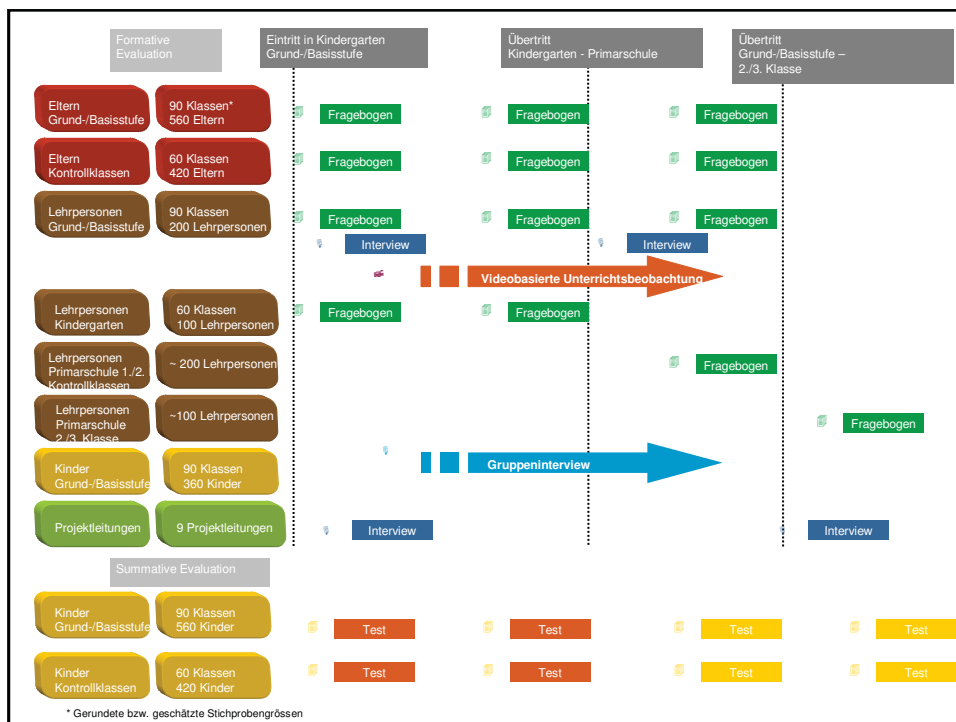 Formative
Evaluation
Eintritt in Kindergarten
Grund-/Basisstufe
Übertritt
Kindergarten - Primarschule
Übertritt
Grund-/Basisstufe –
2./3. Klasse
Eltern
Grund-/Basisstufe
90 Klassen*
560 Eltern
Fragebogen
Fragebogen
Fragebogen
Eltern
Kontrollklassen
60 Klassen
420 Eltern
Fragebogen
Fragebogen
Fragebogen
Lehrpersonen
Grund-/Basisstufe
90 Klassen
200 Lehrpersonen
Fragebogen
Fragebogen
Fragebogen
Interview
Interview
Videobasierte Unterrichtsbeobachtung
Lehrpersonen
Kindergarten
60 Klassen
100 Lehrpersonen
Fragebogen
Fragebogen
Lehrpersonen
Primarschule 1./2.
Kontrollklassen
~ 200 Lehrpersonen
Fragebogen
Lehrpersonen
Primarschule
2./3. Klasse
~100 Lehrpersonen
Fragebogen
Kinder
Grund-/Basisstufe
90 Klassen
360 Kinder
Gruppeninterview
Projektleitungen
9 Projektleitungen
Interview
Interview
Summative Evaluation
Kinder
Grund-/Basisstufe
90 Klassen
560 Kinder
Test
Test
Test
Test
Kinder
Kontrollklassen
60 Klassen
420 Kinder
Test
Test
Test
Test
* Gerundete bzw. geschätzte Stichprobengrössen